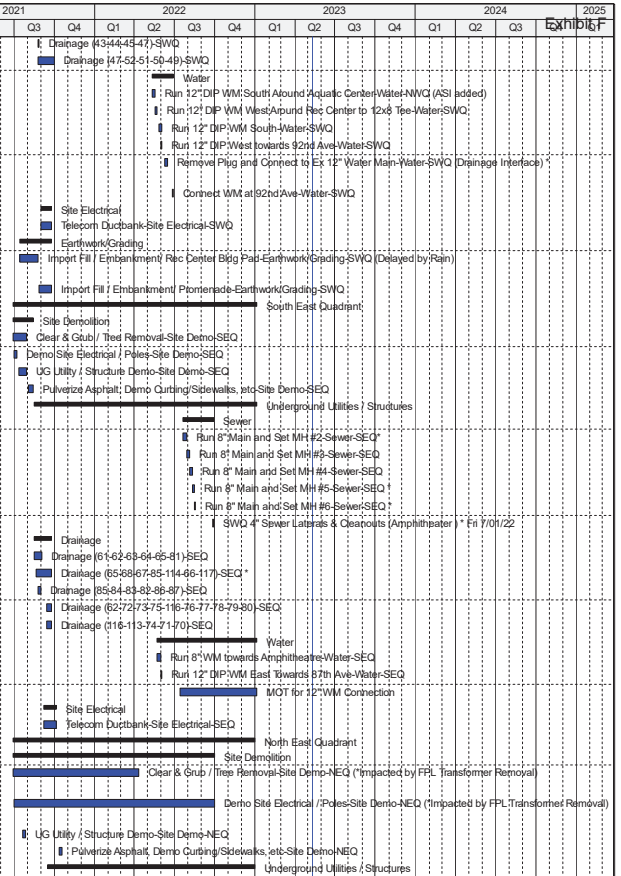 2021 2022 2023 2024 2025
Exhibit F
Q3 Q4 Q1 Q2 Q3 Q4 Q1 Q2 Q3 Q4 Q1 Q2 Q3 Q4 Q1
Drainage (43-44-45-47)-SWQ
Drainage (47-52-51-50-49)-SWQ
Water
Run 12" DIP WM South Around Aquatic Center-Water-NWQ (ASI added)
Run 12" DIP WM West Around Rec Center to 12x8 Tee-Water-SWQ
Run 12" DIP WM South-Water-SWQ
Run 12" DIP West towards 92nd Ave-Water-SWQ
Remove Plug and Connect to Ex 12" Water Main-Water-SWQ (Drainage Interface) *
Connect WM at 92nd Ave-Water-SWQ
Site Electrical
Telecom Ductbank-Site Electrical-SWQ
Earthwork/Grading
Import Fill / Embankment/ Rec Center Bldg Pad-Earthwork/Grading-SWQ (Delayed by Rain)
Import Fill / Embankment/ Promenade-Earthwork/Grading-SWQ
South East Quadrant
Site Demolition
Clear & Grub / Tree Removal-Site Demo-SEQ
Demo Site Electrical / Poles-Site Demo-SEQ
UG Utility / Structure Demo-Site Demo-SEQ
Pulverize Asphalt, Demo Curbing/Sidewalks, etc-Site Demo-SEQ
Underground Utilities / Structures
Sewer
Run 8" Main and Set MH #2-Sewer-SEQ*
Run 8" Main and Set MH #3-Sewer-SEQ
Run 8" Main and Set MH #4-Sewer-SEQ
Run 8" Main and Set MH #5-Sewer-SEQ *
Run 8" Main and Set MH #6-Sewer-SEQ *
SWQ 4" Sewer Laterals & Cleanouts (Amphitheater ) * Fri 7/01/22
Drainage
Drainage (61-62-63-64-65-81)-SEQ
Drainage (65-68-67-85-114-66-117)-SEQ *
Drainage (85-84-83-82-86-87)-SEQ
Drainage (62-72-73-75-116-76-77-78-79-80)-SEQ
Drainage (116-113-74-71-70)-SEQ
Water
Run 8" WM towards Amphitheatre-Water-SEQ
Run 12" DIP WM East Towards 87th Ave-Water-SEQ
MOT for 12" WM Connection
Site Electrical
Telecom Ductbank-Site Electrical-SEQ
North East Quadrant
Site Demolition
Clear & Grub / Tree Removal-Site Demo-NEQ (*Impacted by FPL Transformer Removal)
Demo Site Electrical / Poles-Site Demo-NEQ (*Impacted by FPL Transformer Removal)
UG Utility / Structure Demo-Site Demo-NEQ
Pulverize Asphalt, Demo Curbing/Sidewalks, etc-Site Demo-NEQ
Underground Utilities / Structures